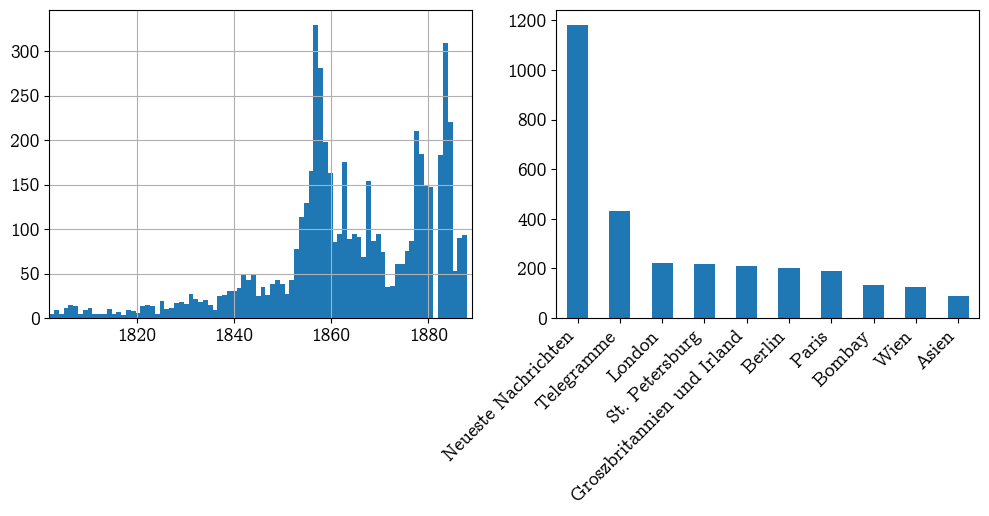 300
250
200
150
100
50
0
1820 1840 1860 1880
1200
1000
800
600
400
200
0
Neueste Nachrichten
Telegramme
London
St. Petersburg
Groszbritannien und Irland
Berlin
Paris
Bombay
Wien
Asien